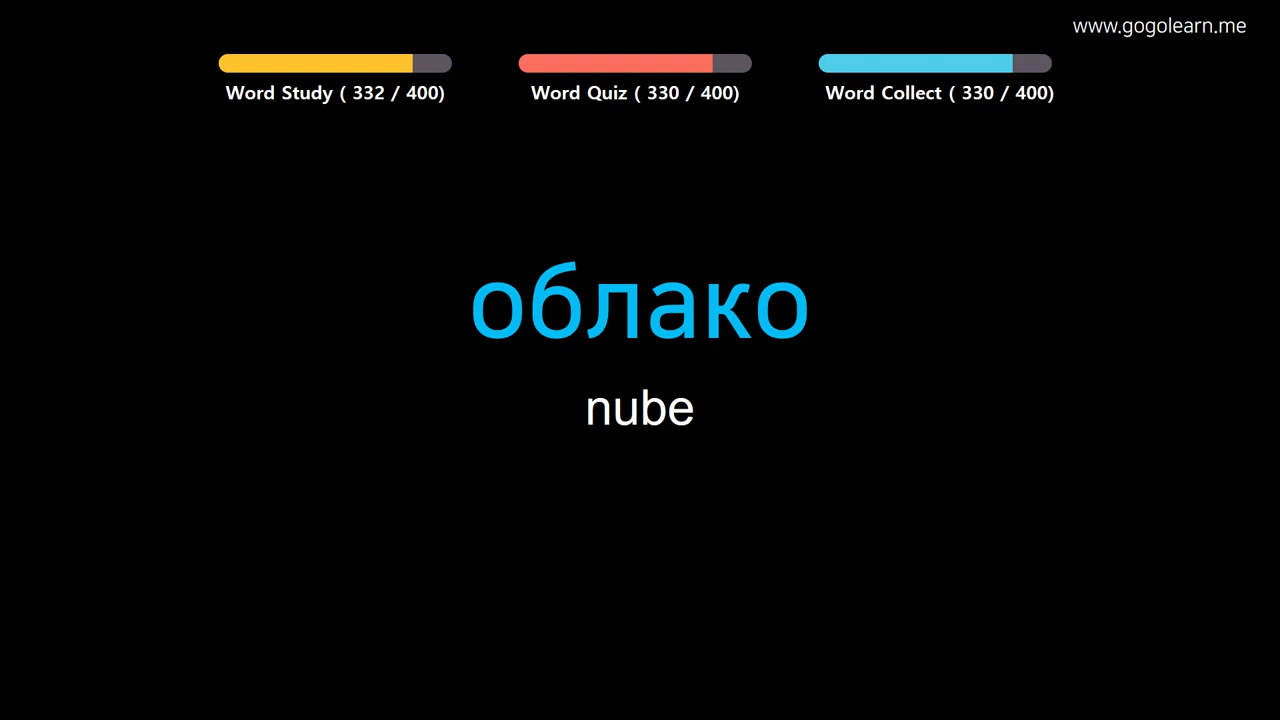 www.gogolearn.me
Word Study ( 332 / 400)
Word Quiz ( 330 / 400)
Word Collect ( 330 / 400)
облако
nube